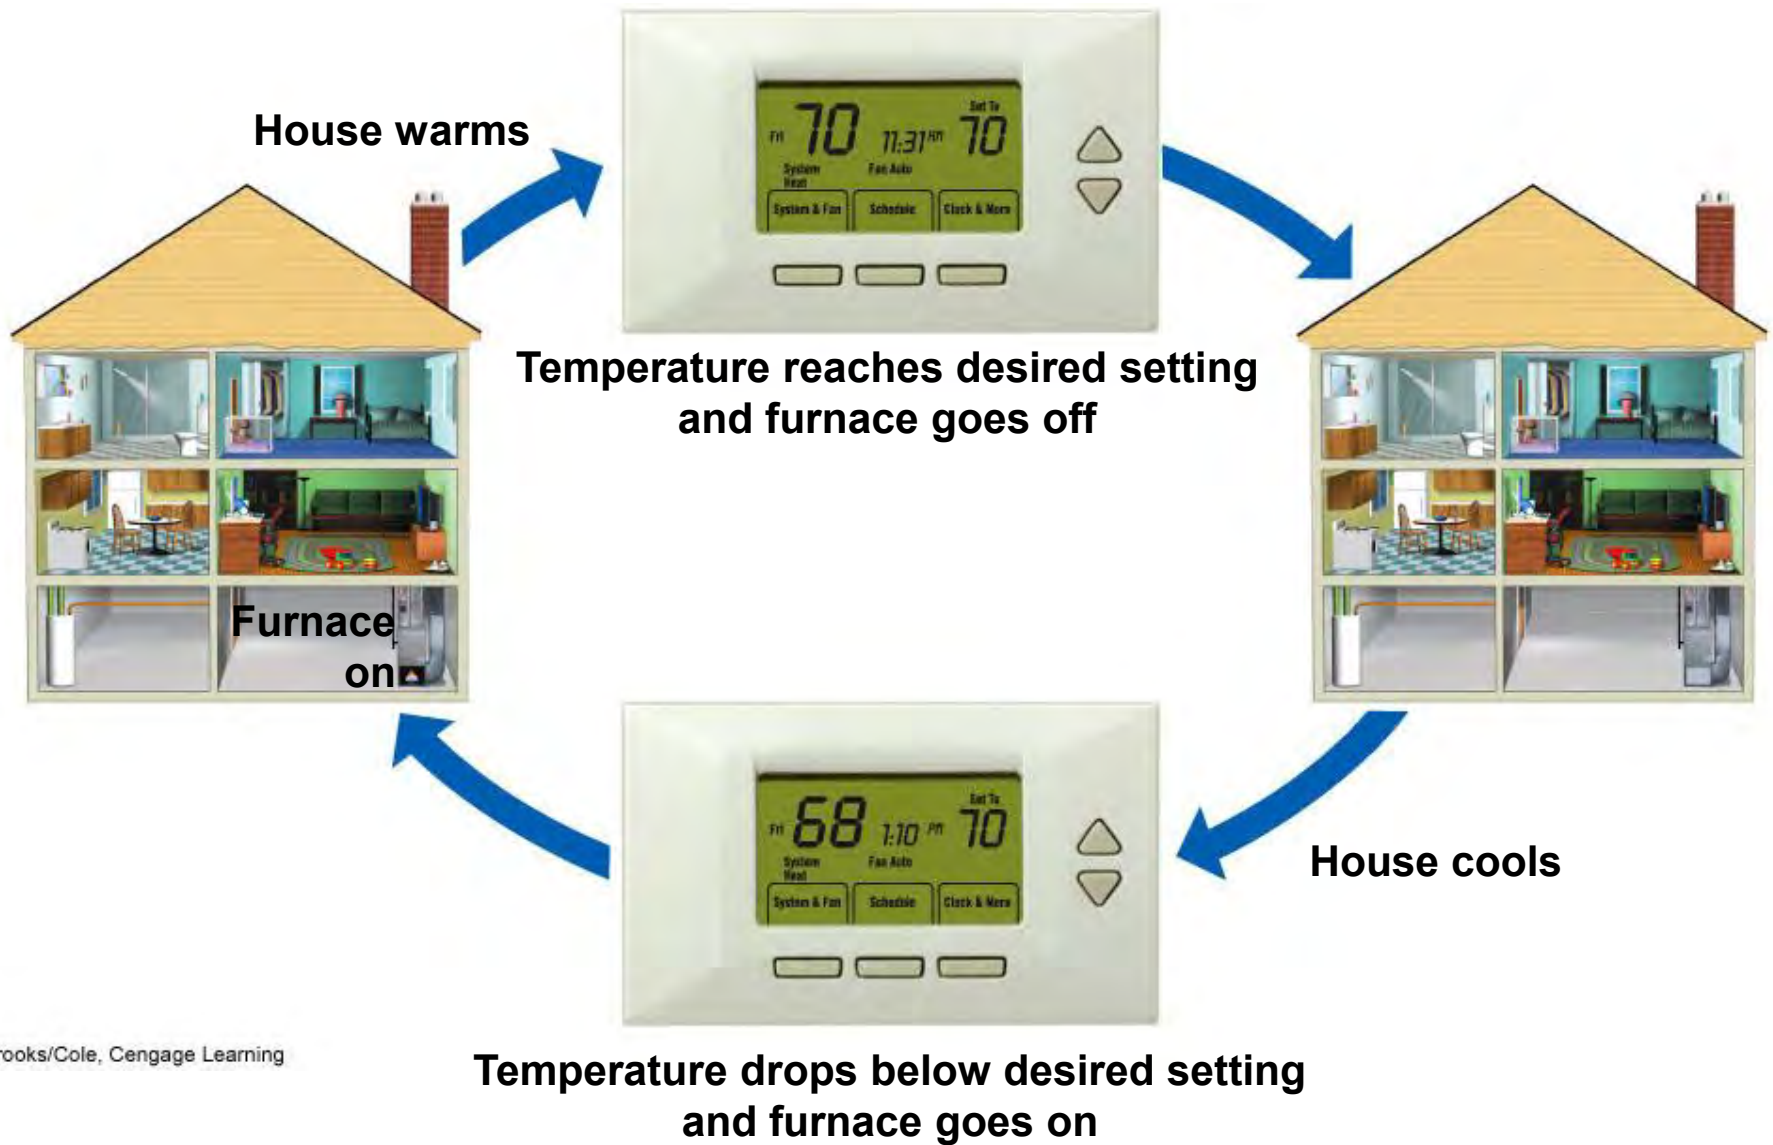 House warms
Fri 70 11:31 AM Set To 70
System Heat Fan Auto
System & Fan Schedule Clock & More
Temperature reaches desired setting
and furnace goes off
Furnace
on
Fri 68 1:10 PM Set To 70
System Heat Fan Auto
System & Fan Schedule Clock & More
House cools
rooks/Cole, Cengage Learning
Temperature drops below desired setting
and furnace goes on